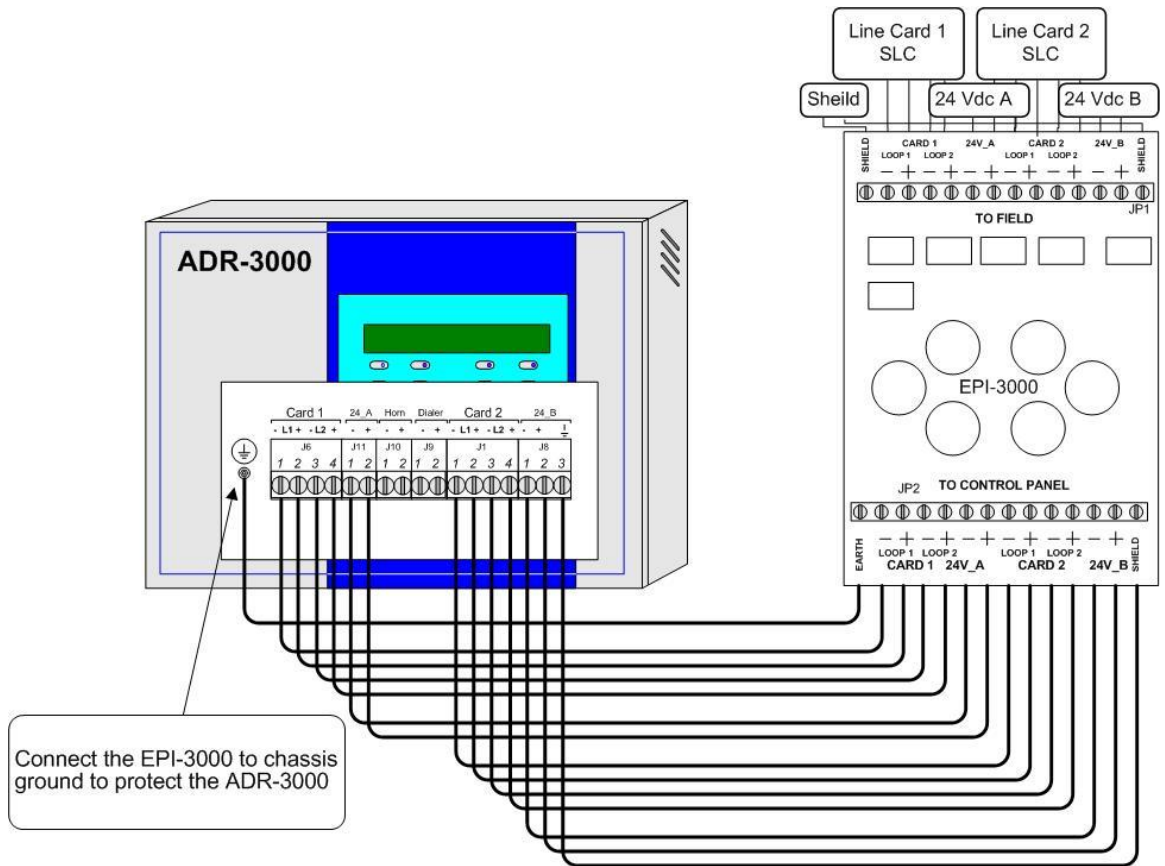 Line Card 1
SLC
Line Card 2
SLC
Sheild
24 Vdc A
24 Vdc B
SHIELD
CARD 1
24V_A
CARD 2
24V_B
SHIELD
LOOP 1
LOOP 2
LOOP 1
LOOP 2
− + − + − + − + − + − +
JP1
TO FIELD
EPI-3000
JP2
TO CONTROL PANEL
− + − + − + − + − + − +
EARTH
LOOP 1
LOOP 2
LOOP 1
LOOP 2
SHIELD
CARD 1
24V_A
CARD 2
24V_B
ADR-3000
Card 1
24_A
Horn
Dialer
Card 2
24_B
- L1 + - L2 +
- +
- +
- +
- L1 + - L2 +
- +
J6
J11
J10
J9
J1
J8
1 2 3 4 1 2 1 2 1 2 1 2 3 4 1 2 3
Connect the EPI-3000 to chassis
ground to protect the ADR-3000